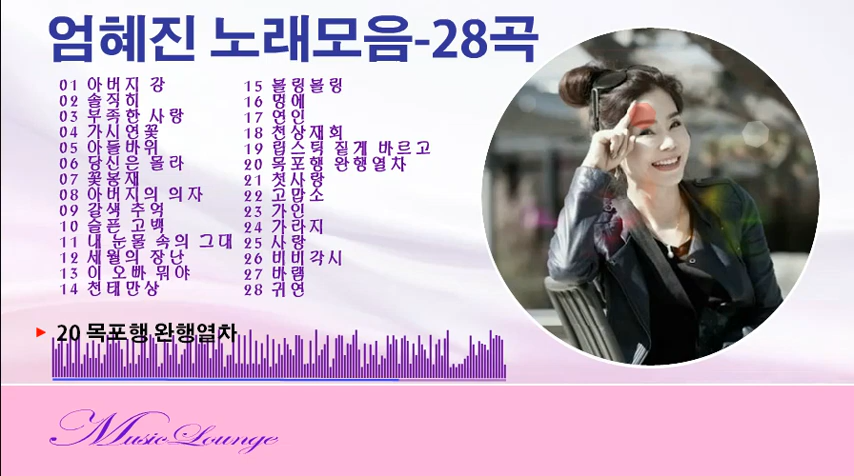 엄혜진 노래모음-28곡
01 아버지 강
02 솔직히
03 부족한 사랑
04 가시연꽃
05 아들바위
06 당신은 몰라
07 꽃봉재
08 아버지의 의자
09 갈색 추억
10 슬픈 고백
11 내 눈물 속의 그대
12 세월의 장난
13 이 오빠 뭐야
14 천태만상
15 볼링볼링
16 멍에
17 연인
18 천상재회
19 립스틱 짙게 바르고
20 목포행 완행열차
21 첫사랑
22 고맙소
23 가인
24 가라지
25 사랑
26 비비각시
27 바램
28 귀연
20 목포행 완행열차
Music Lounge